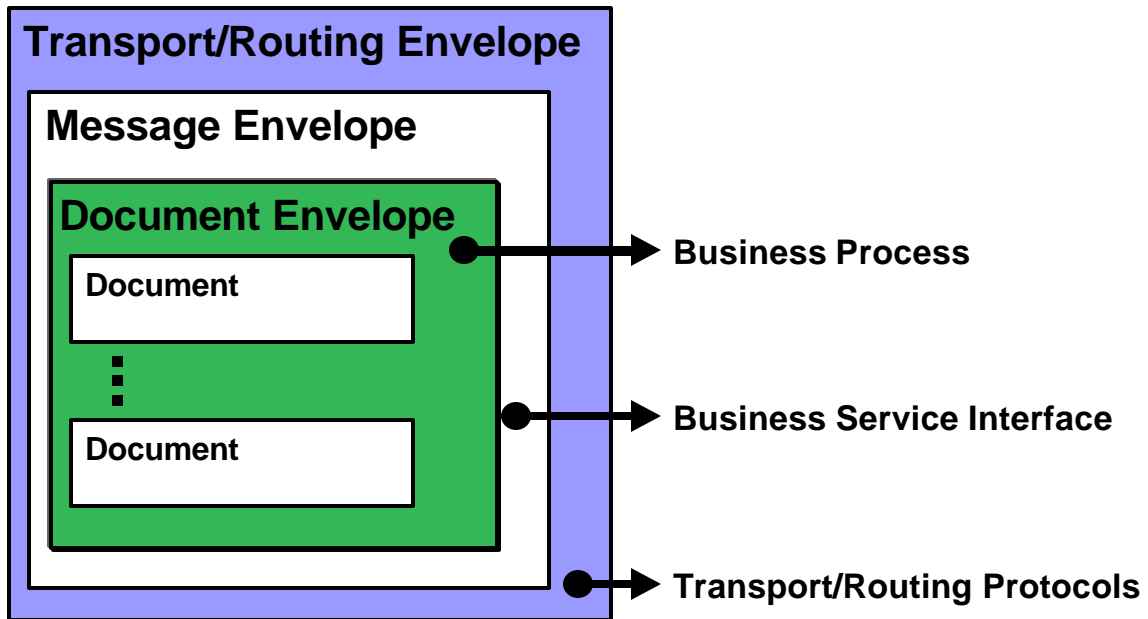 Transport/Routing Envelope
Message Envelope
Document Envelope
Business Process
Document
Business Service Interface
Document
Transport/Routing Protocols